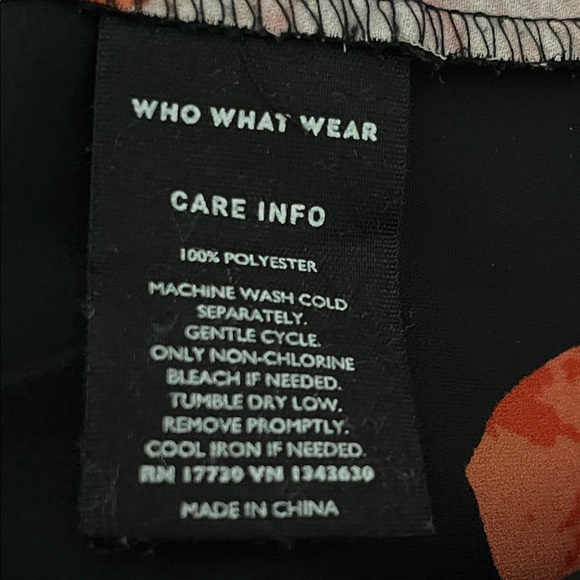 WHO WHAT WEAR
CARE INFO
100% POLYESTER
MACHINE WASH COLD
SEPARATELY.
GENTLE CYCLE.
ONLY NON-CHLORINE
BLEACH IF NEEDED.
TUMBLE DRY LOW.
REMOVE PROMPTLY.
COOL IRON IF NEEDED.
RN 17730 VN 1343630
MADE IN CHINA